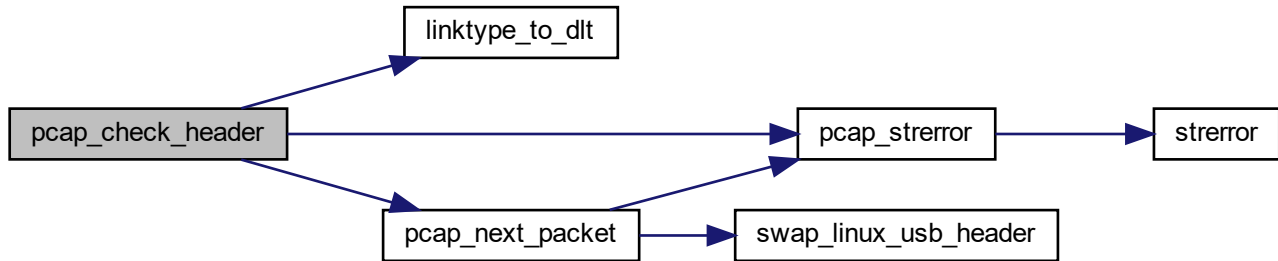 linktype_to_dlt
pcap_check_header
pcap_strerror
strerror
pcap_next_packet
swap_linux_usb_header